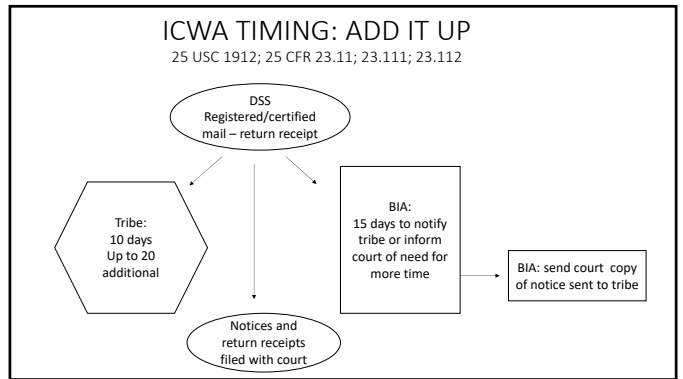 ICWA TIMING: ADD IT UP
25 USC 1912; 25 CFR 23.11; 23.111; 23.112
DSS
Registered/certified
mail – return receipt
Tribe:
10 days
Up to 20
additional
BIA:
15 days to notify
tribe or inform
court of need for
more time
BIA: send court copy
of notice sent to tribe
Notices and
return receipts
filed with court